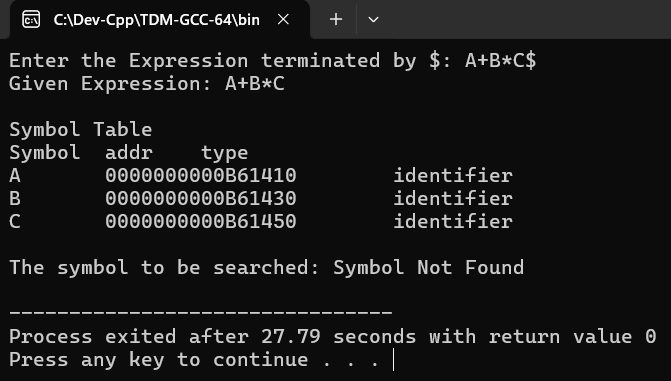 C:\Dev-Cpp\TDM-GCC-64\bin
Enter the Expression terminated by $: A+B*C$
Given Expression: A+B*C
Symbol Table
Symbol  addr    type
A       0000000000B61410        identifier
B       0000000000B61430        identifier
C       0000000000B61450        identifier
The symbol to be searched: Symbol Not Found
--------------------------------
Process exited after 27.79 seconds with return value 0
Press any key to continue . . .